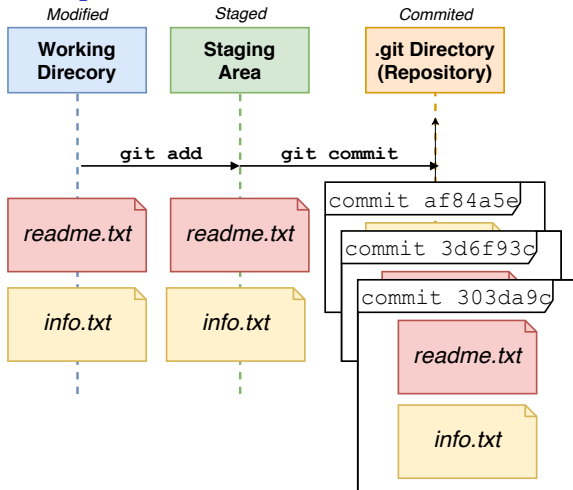 Modified
Staged
Commited
Working
Direcory
Staging
Area
.git Directory
(Repository)
git add
git commit
commit af84a5e
readme.txt
readme.txt
commit 3d6f93c
commit 303da9c
info.txt
info.txt
readme.txt
info.txt